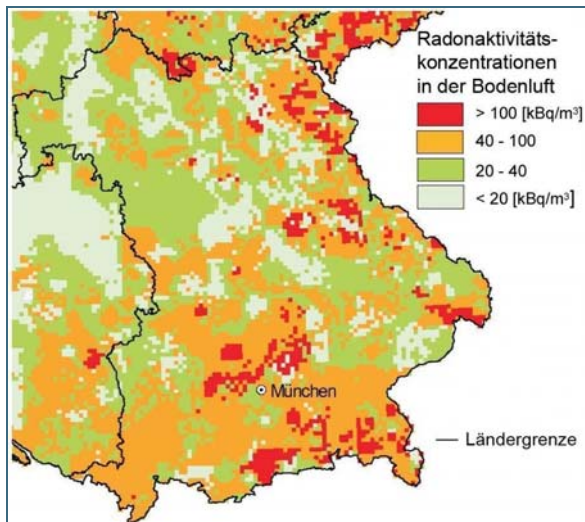 Radonaktivitäts-
konzentrationen
in der Bodenluft
> 100 [kBq/m³]
40 - 100
20 - 40
< 20 [kBq/m³]
München
Ländergrenze